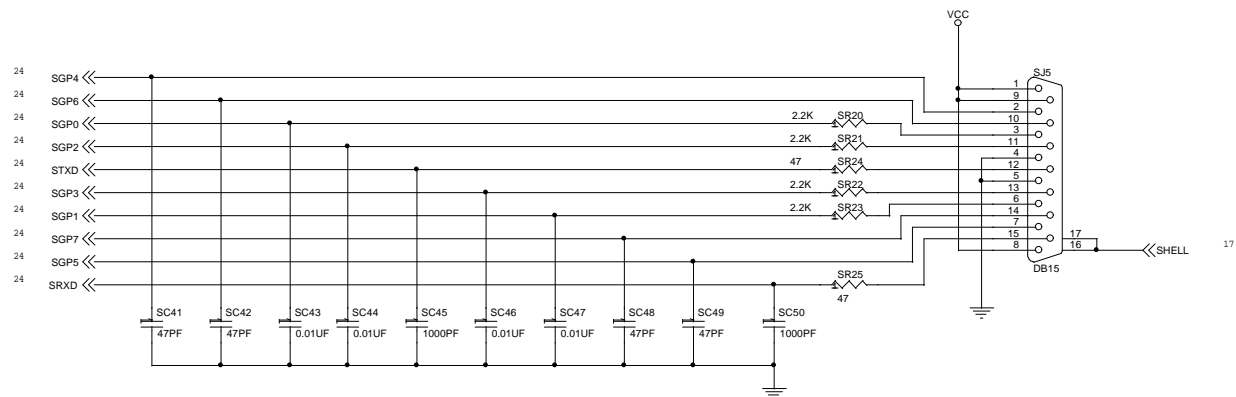 VCC
24 SGP4
24 SGP6
24 SGP0
24 SGP2
24 STXD
24 SGP3
24 SGP1
24 SGP7
24 SGP5
24 SRXD
2.2K SR20
2.2K SR21
47 SR24
2.2K SR22
2.2K SR23
SR25
47
SJ5
1
9
2
10
3
11
4
12
5
13
6
14
7
15
8
17
16
DB15
SHELL 17
SC41
47PF
SC42
47PF
SC43
0.01UF
SC44
0.01UF
SC45
1000PF
SC46
0.01UF
SC47
0.01UF
SC48
47PF
SC49
47PF
SC50
1000PF